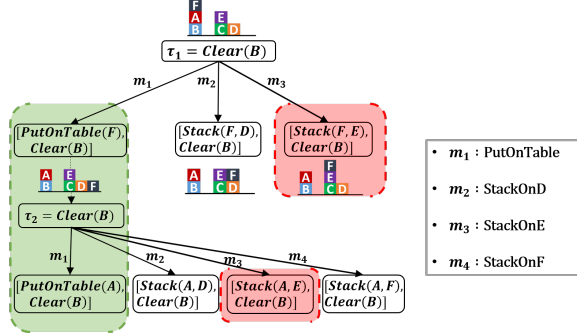 F
A E
B C D
τ₁ = Clear(B)
m₁ m₂ m₃
[PutOnTable(F), Clear(B)]
[Stack(F, D), Clear(B)]
[Stack(F, E), Clear(B)]
A E
B C D F
A E F
B C D
F
A E
B C D
τ₂ = Clear(B)
m₁ m₂ m₃ m₄
[PutOnTable(A), Clear(B)]
[Stack(A, D), Clear(B)]
[Stack(A, E), Clear(B)]
[Stack(A, F), Clear(B)]
• m₁ : PutOnTable
• m₂ : StackOnD
• m₃ : StackOnE
• m₄ : StackOnF